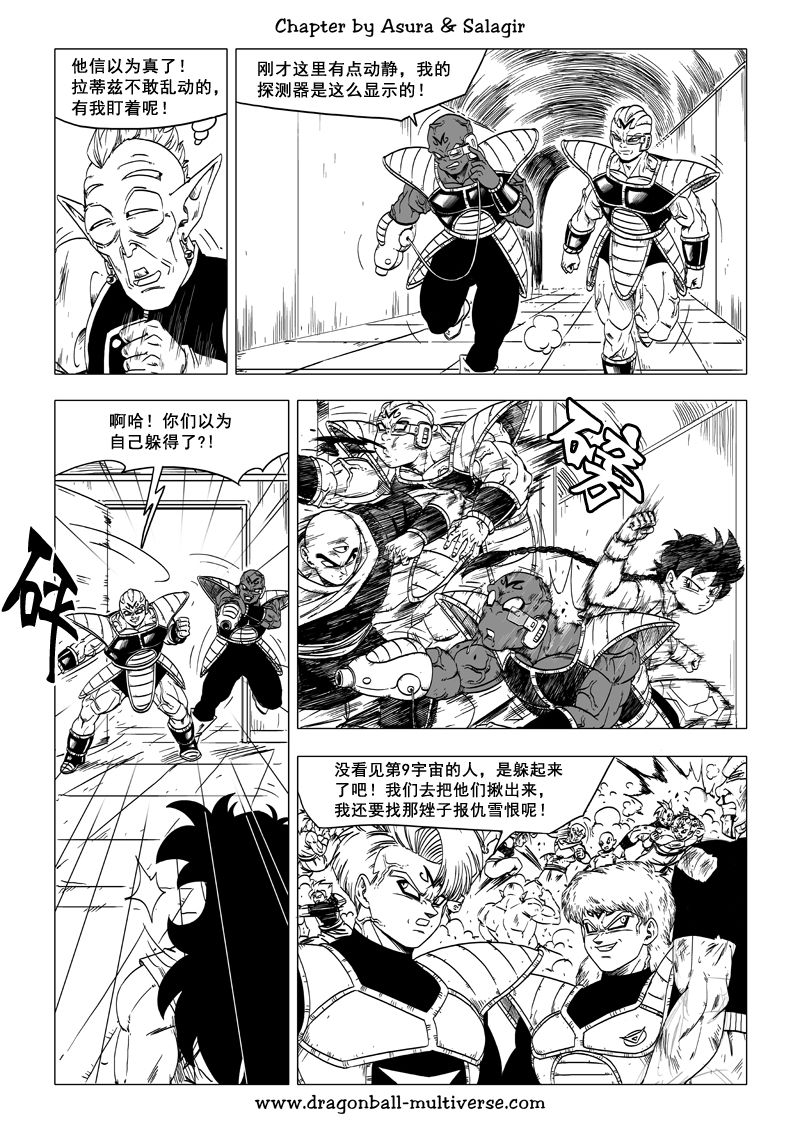 Chapter by Asura & Salagir
他信以为真了！
拉蒂兹不敢乱动的，
有我盯着呢！
刚才这里有点动静，我的
探测器是这么显示的！
啊哈！你们以为
自己躲得了?!
砰
磅
没看见第9宇宙的人，是躲起来
了吧！我们去把他们揪出来，
我还要找那矬子报仇雪恨呢！
www.dragonball-multiverse.com